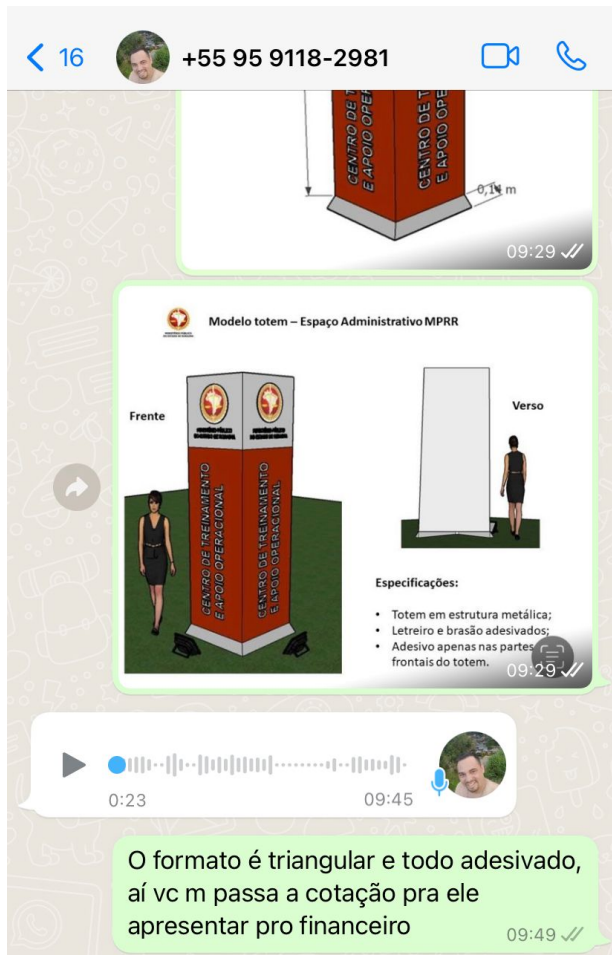 16
+55 95 9118-2981
CENTRO DE T
E APOIO OPER
CENTRO DE T
E APOIO OPE
0,14 m
09:29
Modelo totem – Espaço Administrativo MPRR
Frente
Verso
CENTRO DE TREINAMENTO
E APOIO OPERACIONAL
CENTRO DE TREINAMENTO
E APOIO OPERACIONAL
Especificações:
• Totem em estrutura metálica;
• Letreiro e brasão adesivados;
• Adesivo apenas nas partes
frontais do totem.
09:29
0:23
09:45
O formato é triangular e todo adesivado,
aí vc m passa a cotação pra ele
apresentar pro financeiro
09:49